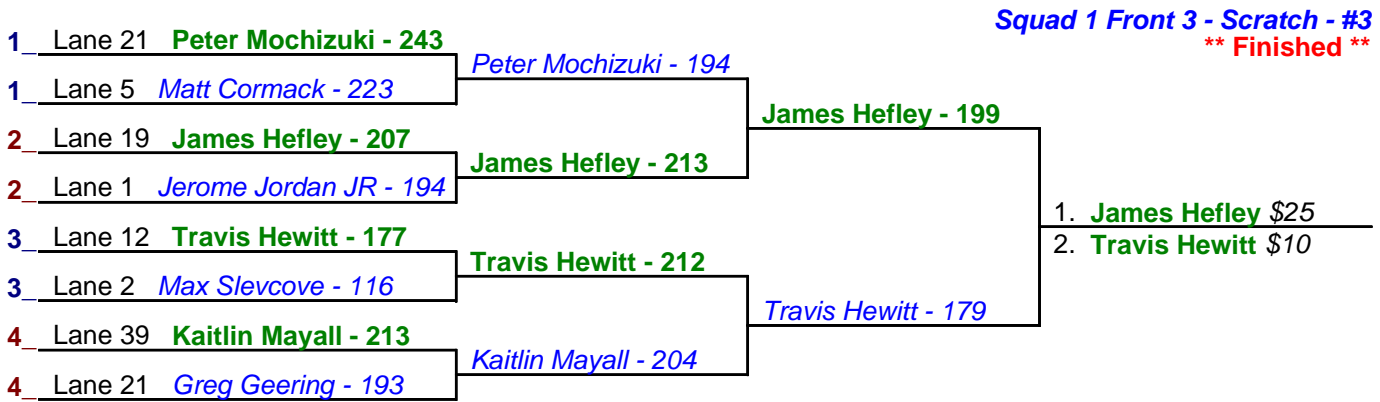 Squad 1 Front 3 - Scratch - #3
** Finished **
1_ Lane 21 Peter Mochizuki - 243
1_ Lane 5 Matt Cormack - 223
2_ Lane 19 James Hefley - 207
2_ Lane 1 Jerome Jordan JR - 194
3_ Lane 12 Travis Hewitt - 177
3_ Lane 2 Max Slevcove - 116
4_ Lane 39 Kaitlin Mayall - 213
4_ Lane 21 Greg Geering - 193
Peter Mochizuki - 194
James Hefley - 213
Travis Hewitt - 212
Kaitlin Mayall - 204
James Hefley - 199
Travis Hewitt - 179
1. James Hefley $25
2. Travis Hewitt $10